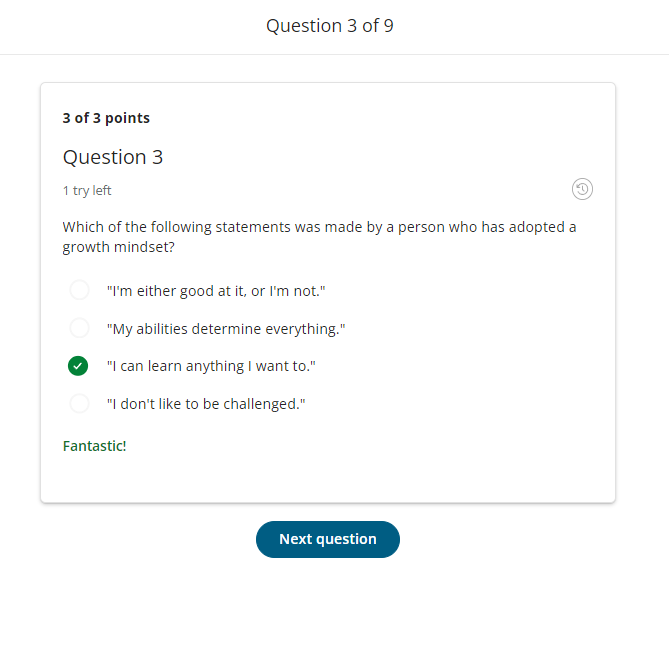 Question 3 of 9
3 of 3 points
Question 3
1 try left
Which of the following statements was made by a person who has adopted a
growth mindset?
"I'm either good at it, or I'm not."
"My abilities determine everything."
"I can learn anything I want to."
"I don't like to be challenged."
Fantastic!
Next question